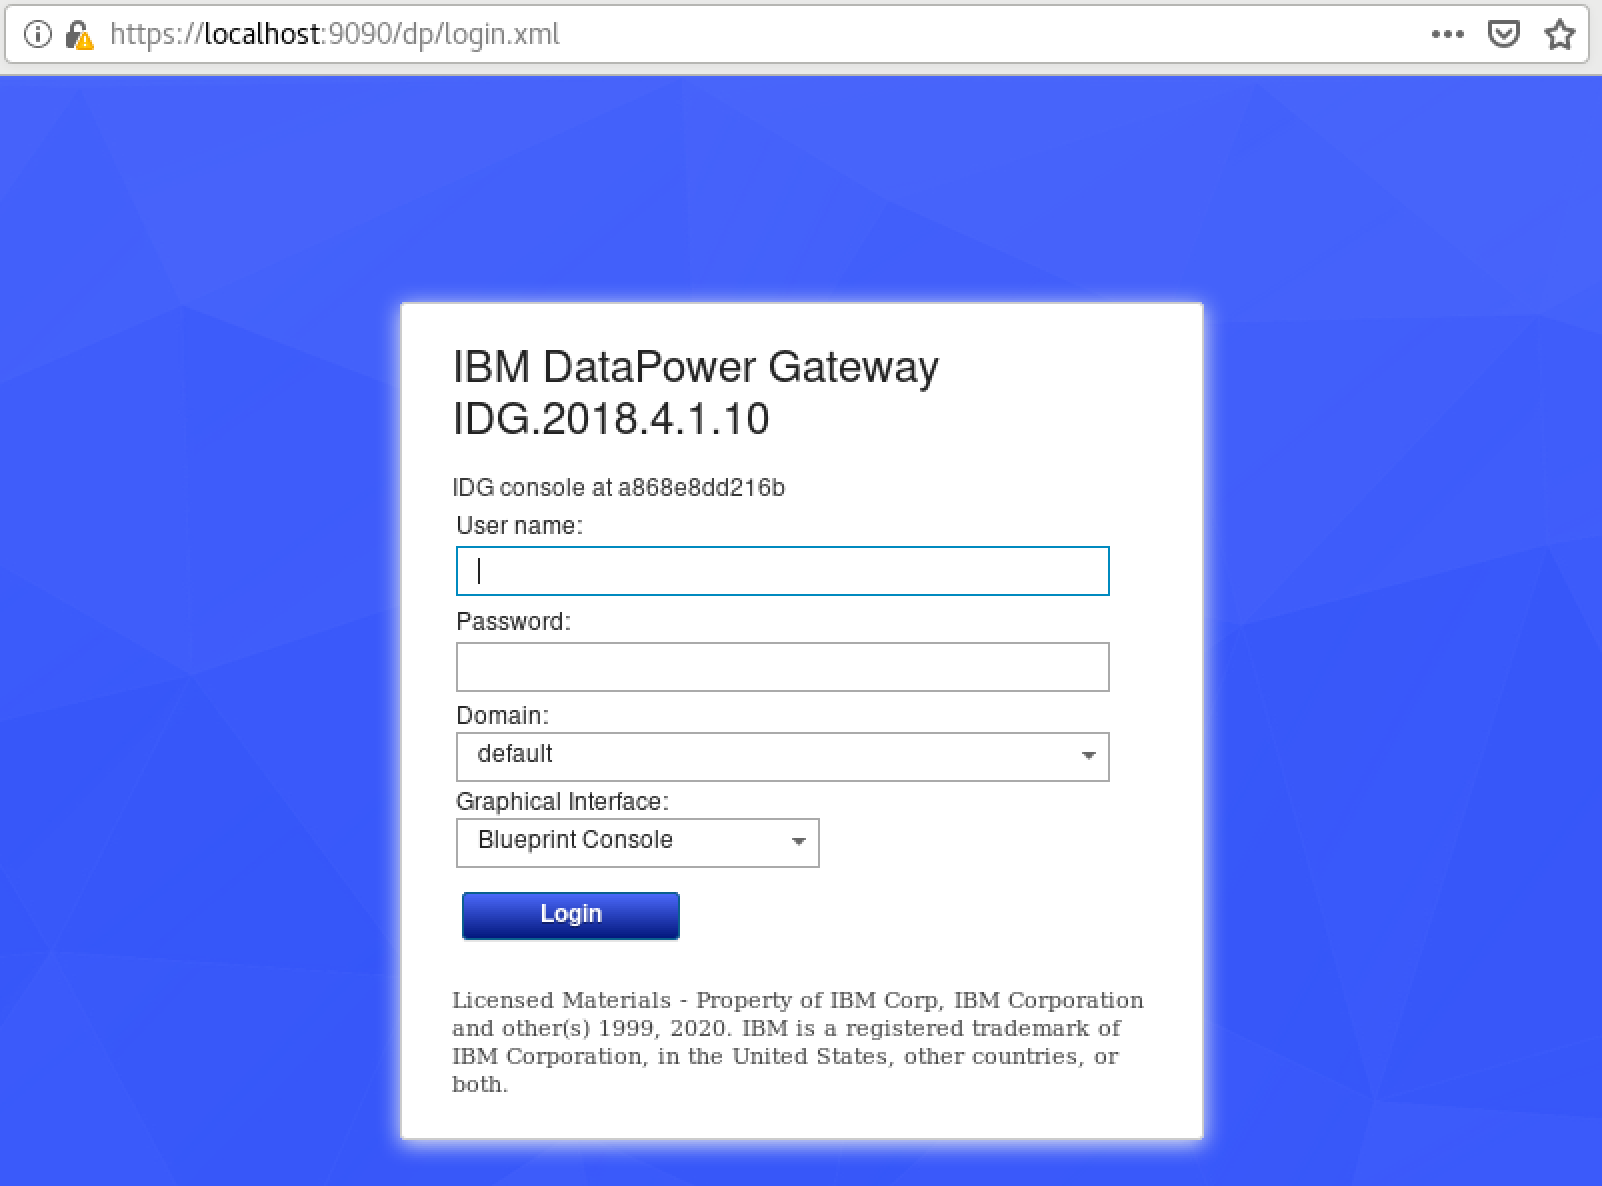 https://localhost:9090/dp/login.xml
IBM DataPower Gateway
IDG.2018.4.1.10
IDG console at a868e8dd216b
User name:
Password:
Domain:
default
Graphical Interface:
Blueprint Console
Login
Licensed Materials - Property of IBM Corp, IBM Corporation
and other(s) 1999, 2020. IBM is a registered trademark of
IBM Corporation, in the United States, other countries, or
both.